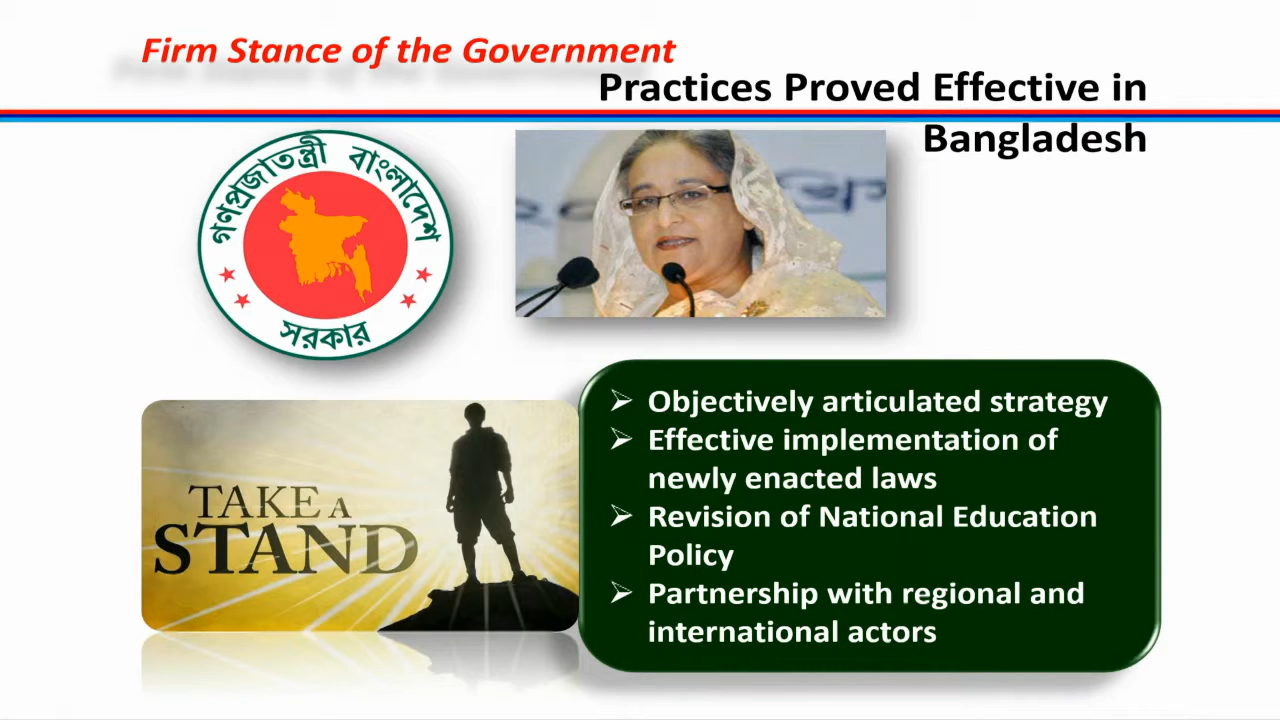 Firm Stance of the Government
Practices Proved Effective in
Bangladesh
গণপ্রজাতন্ত্রী বাংলাদেশ
সরকার
TAKE A
STAND
➢ Objectively articulated strategy
➢ Effective implementation of
newly enacted laws
➢ Revision of National Education
Policy
➢ Partnership with regional and
international actors